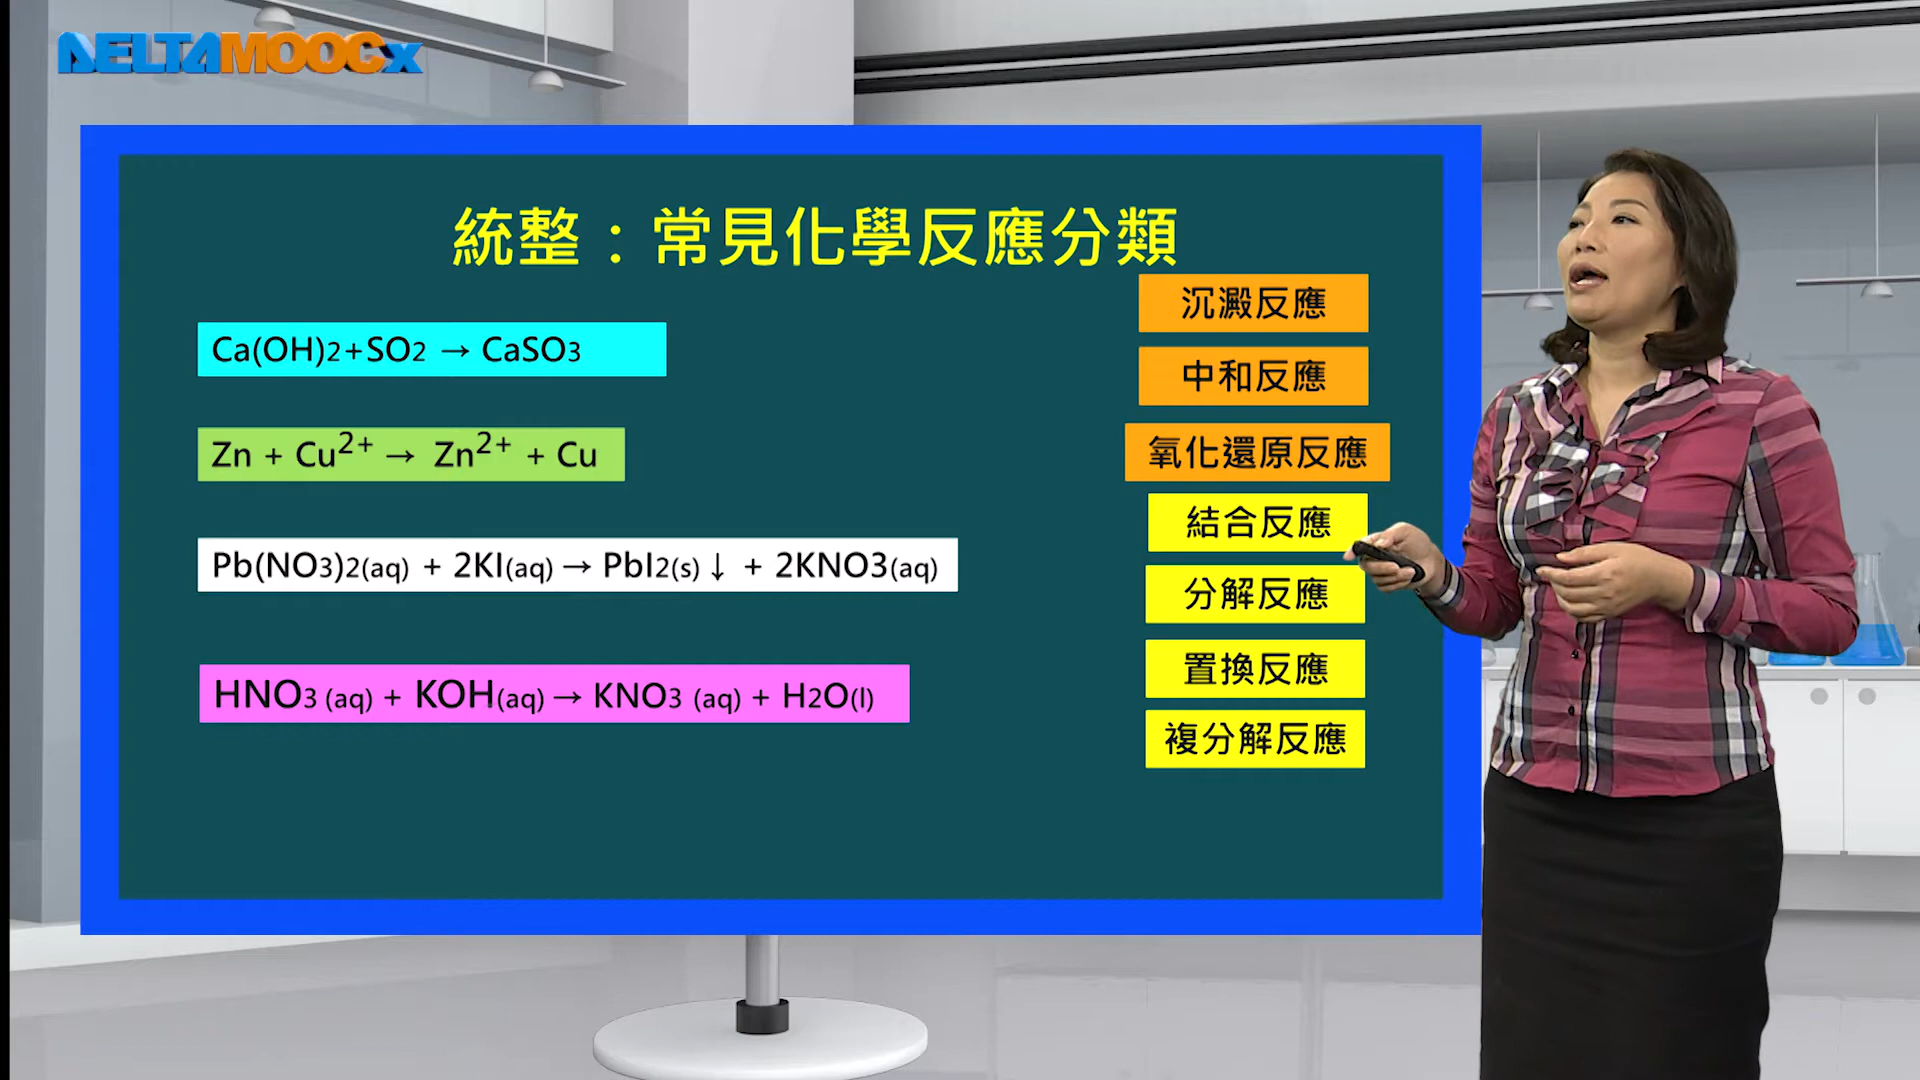 DELTAMOOCx
統整：常見化學反應分類
Ca(OH)2+SO2 → CaSO3
Zn + Cu2+ → Zn2+ + Cu
Pb(NO3)2(aq) + 2KI(aq) → PbI2(s)↓ + 2KNO3(aq)
HNO3 (aq) + KOH(aq) → KNO3 (aq) + H2O(l)
沉澱反應
中和反應
氧化還原反應
結合反應
分解反應
置換反應
複分解反應